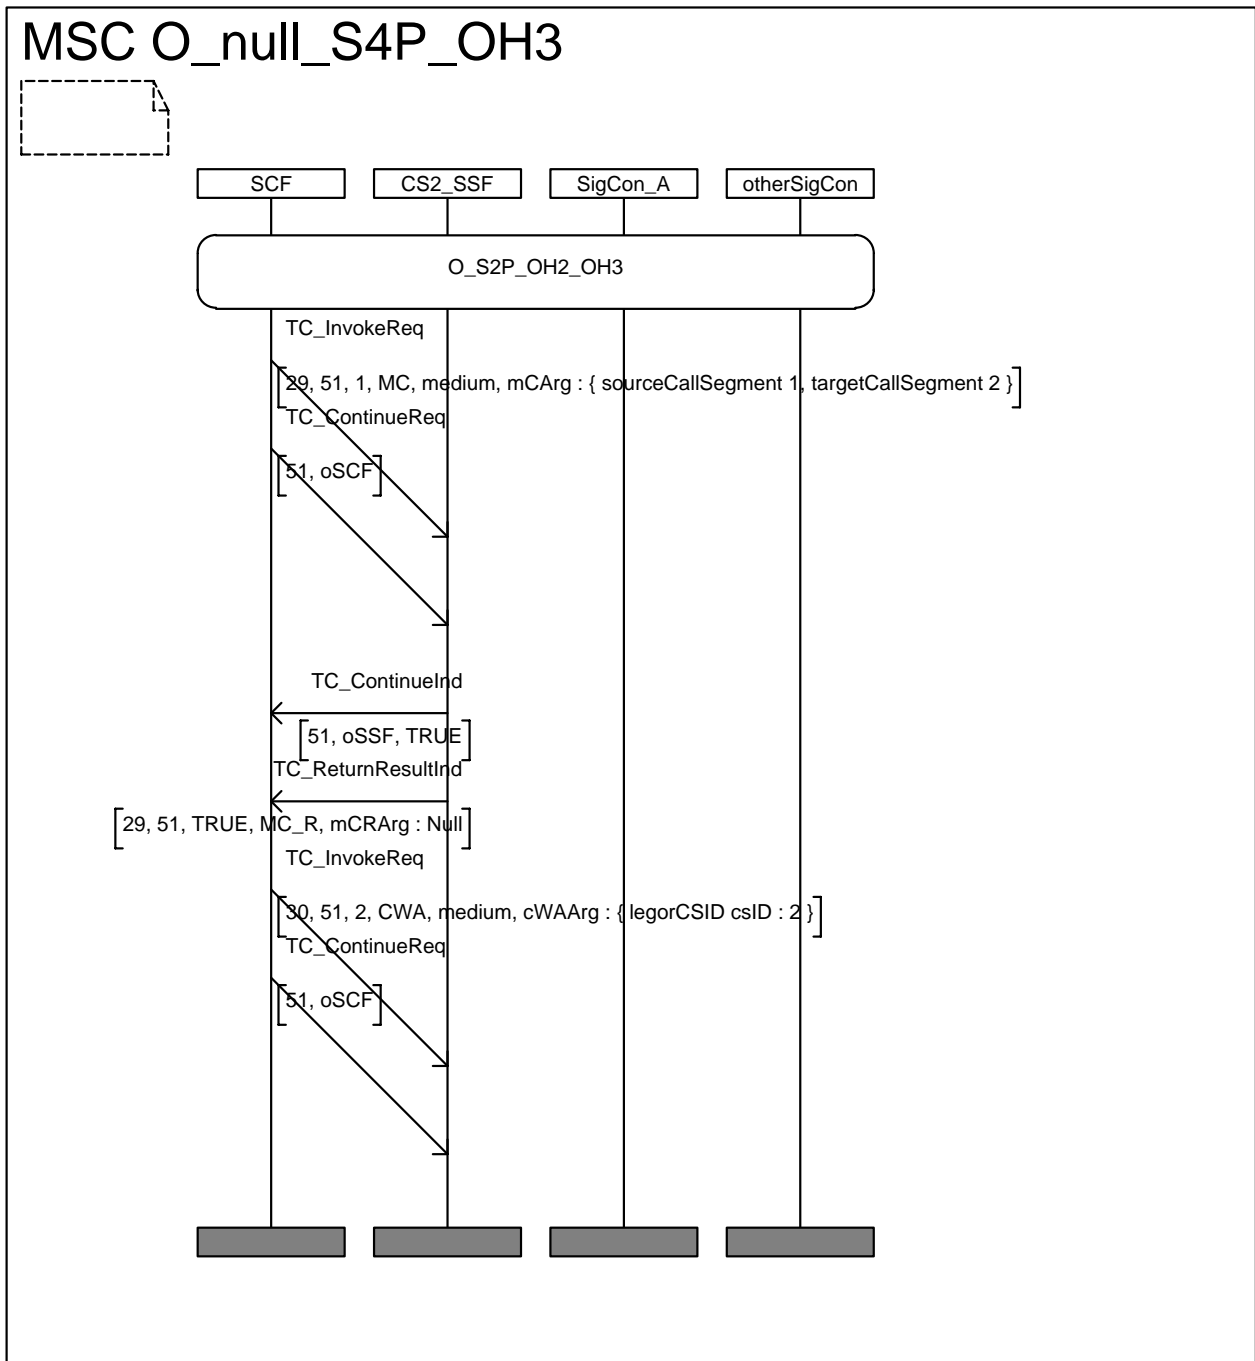 MSC O_null_S4P_OH3
SCF CS2_SSF SigCon_A otherSigCon
O_S2P_OH2_OH3
TC_InvokeReq
29, 51, 1, MC, medium, mCArg : { sourceCallSegment 1, targetCallSegment 2 }
TC_ContinueReq
51, oSCF
TC_ContinueInd
51, oSSF, TRUE
TC_ReturnResultInd
29, 51, TRUE, MC_R, mCRArg : Null
TC_InvokeReq
30, 51, 2, CWA, medium, cWAArg : { legorCSID csID : 2 }
TC_ContinueReq
51, oSCF